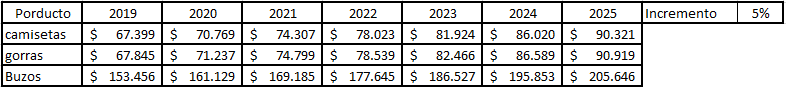 Porducto 2019 2020 2021 2022 2023 2024 2025 Incremento 5%
camisetas $ 67.399 $ 70.769 $ 74.307 $ 78.023 $ 81.924 $ 86.020 $ 90.321
gorras $ 67.845 $ 71.237 $ 74.799 $ 78.539 $ 82.466 $ 86.589 $ 90.919
Buzos $ 153.456 $ 161.129 $ 169.185 $ 177.645 $ 186.527 $ 195.853 $ 205.646